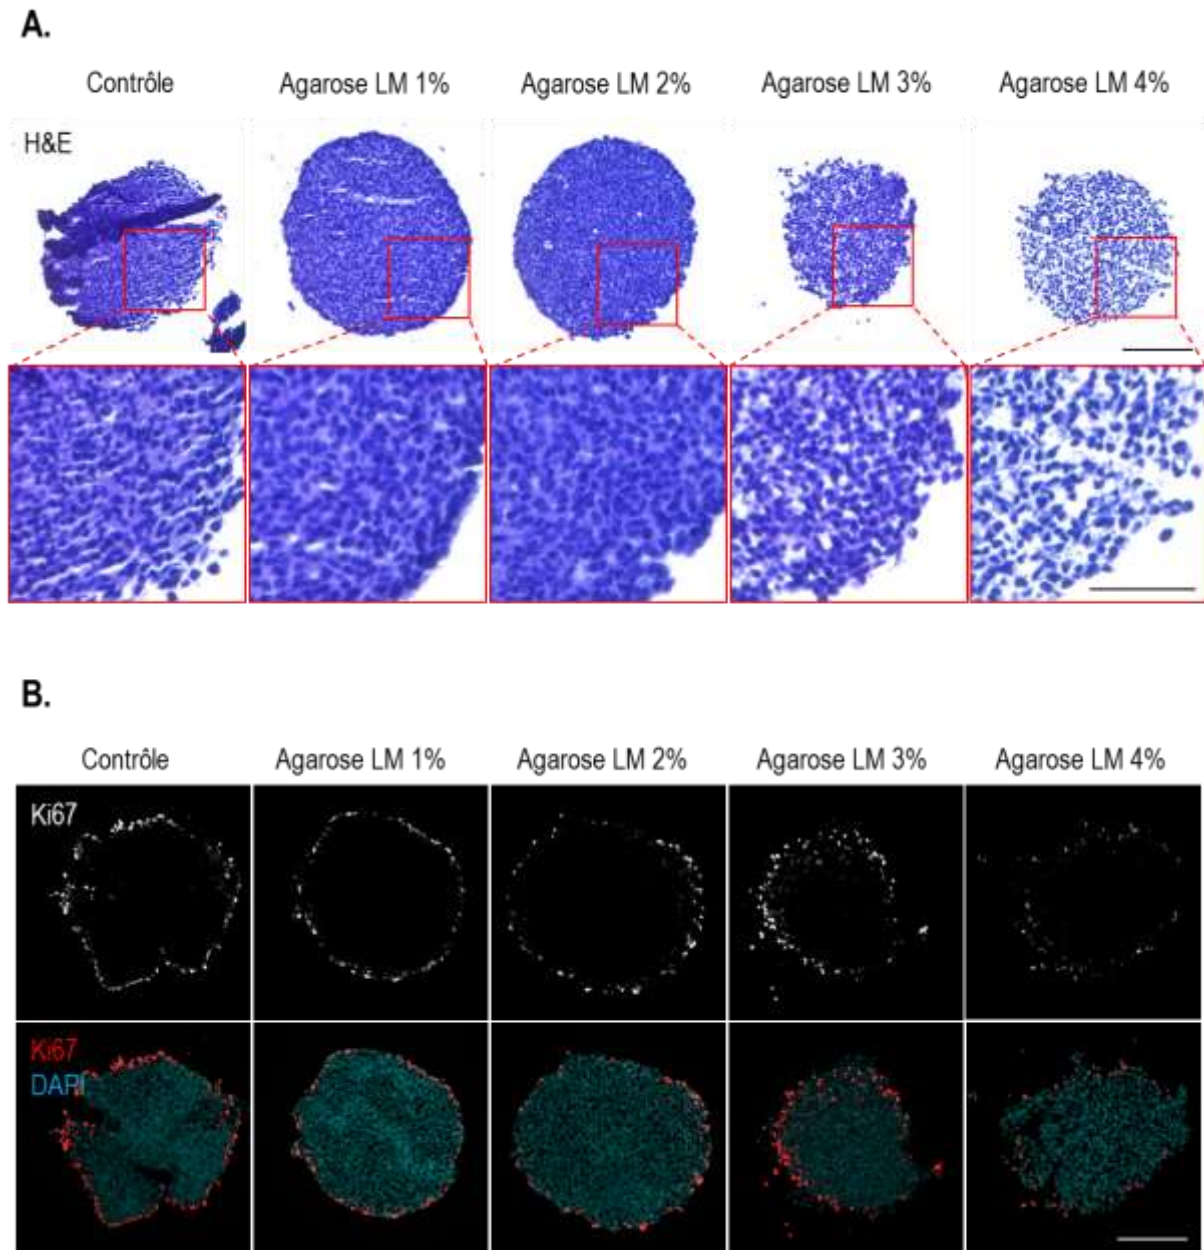 A.
Contrôle Agarose LM 1% Agarose LM 2% Agarose LM 3% Agarose LM 4%
H&E
B.
Contrôle Agarose LM 1% Agarose LM 2% Agarose LM 3% Agarose LM 4%
Ki67
Ki67
DAPI